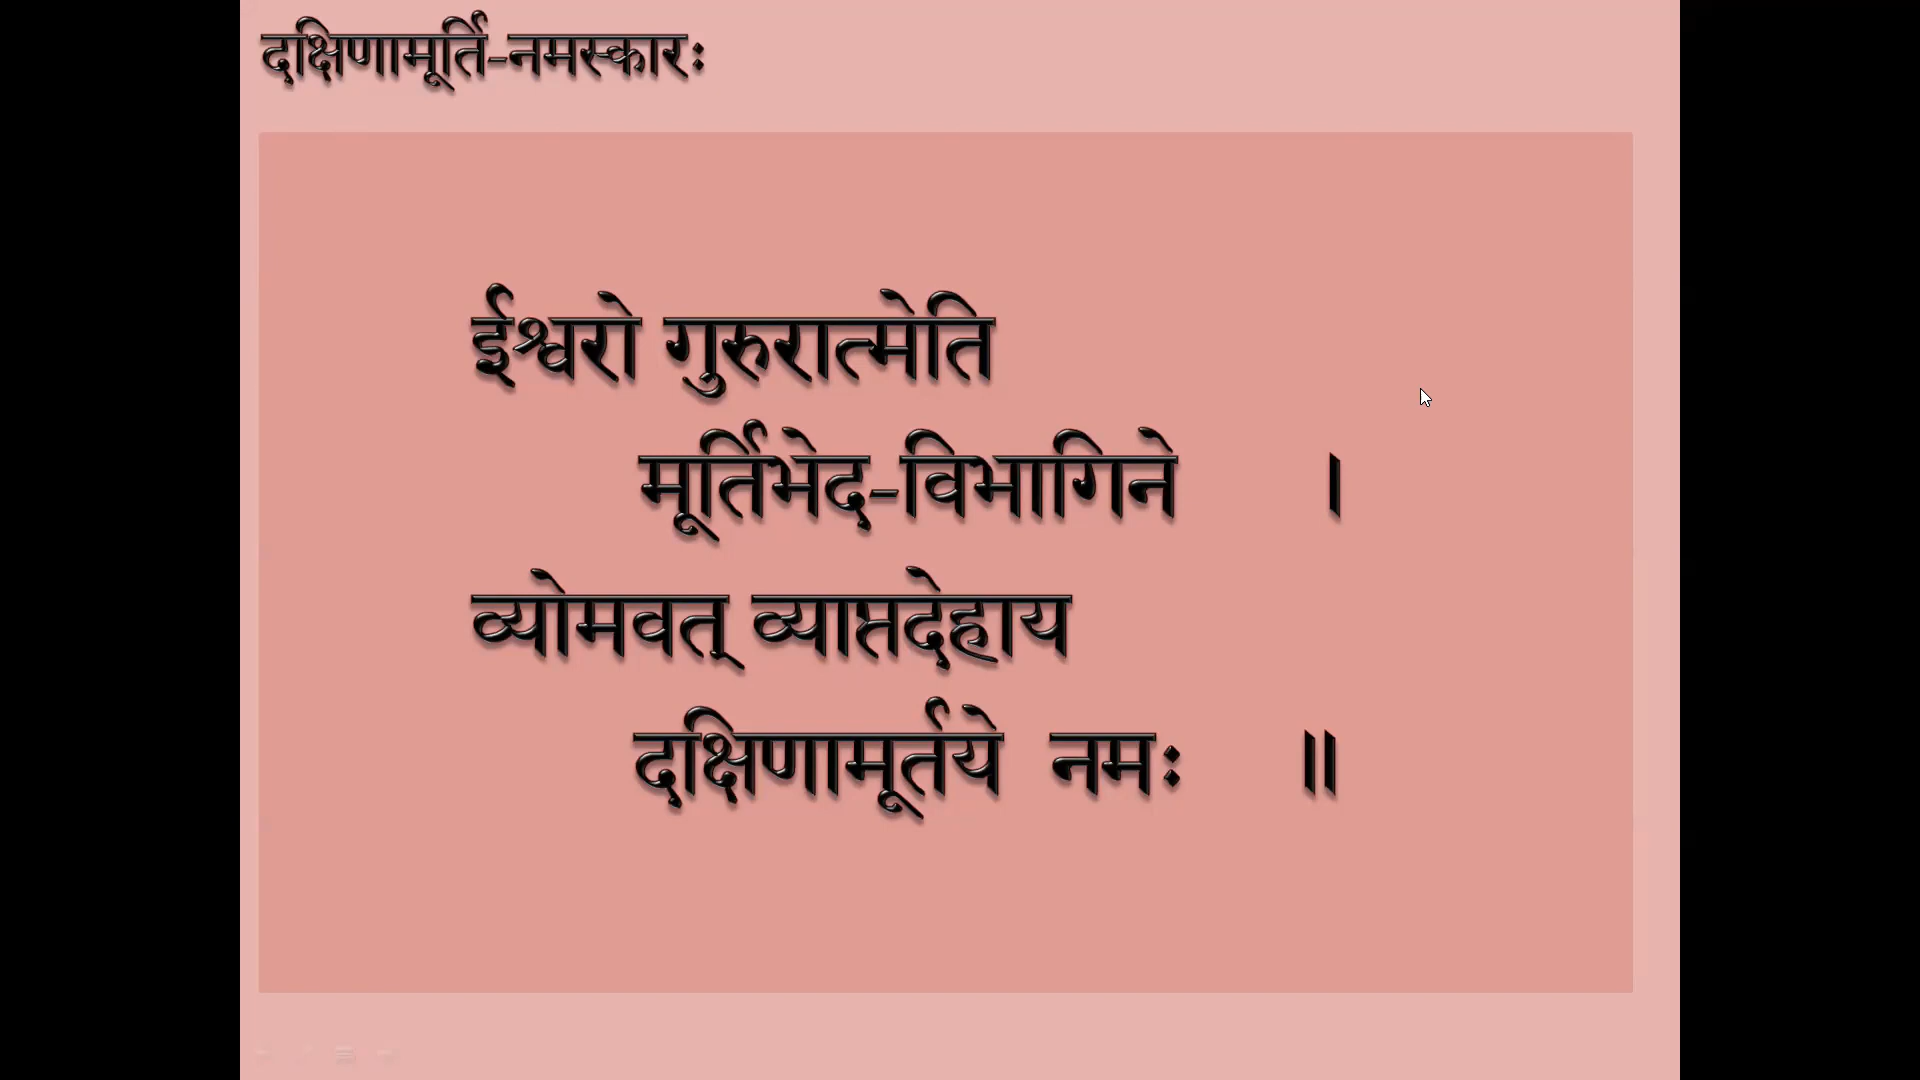 दक्षिणामूर्ति-नमस्कारः
ईश्वरो गुरुरात्मेति
मूर्तिभेद-विभागिने ।
व्योमवत् व्याप्तदेहाय
दक्षिणामूर्तये नमः ॥